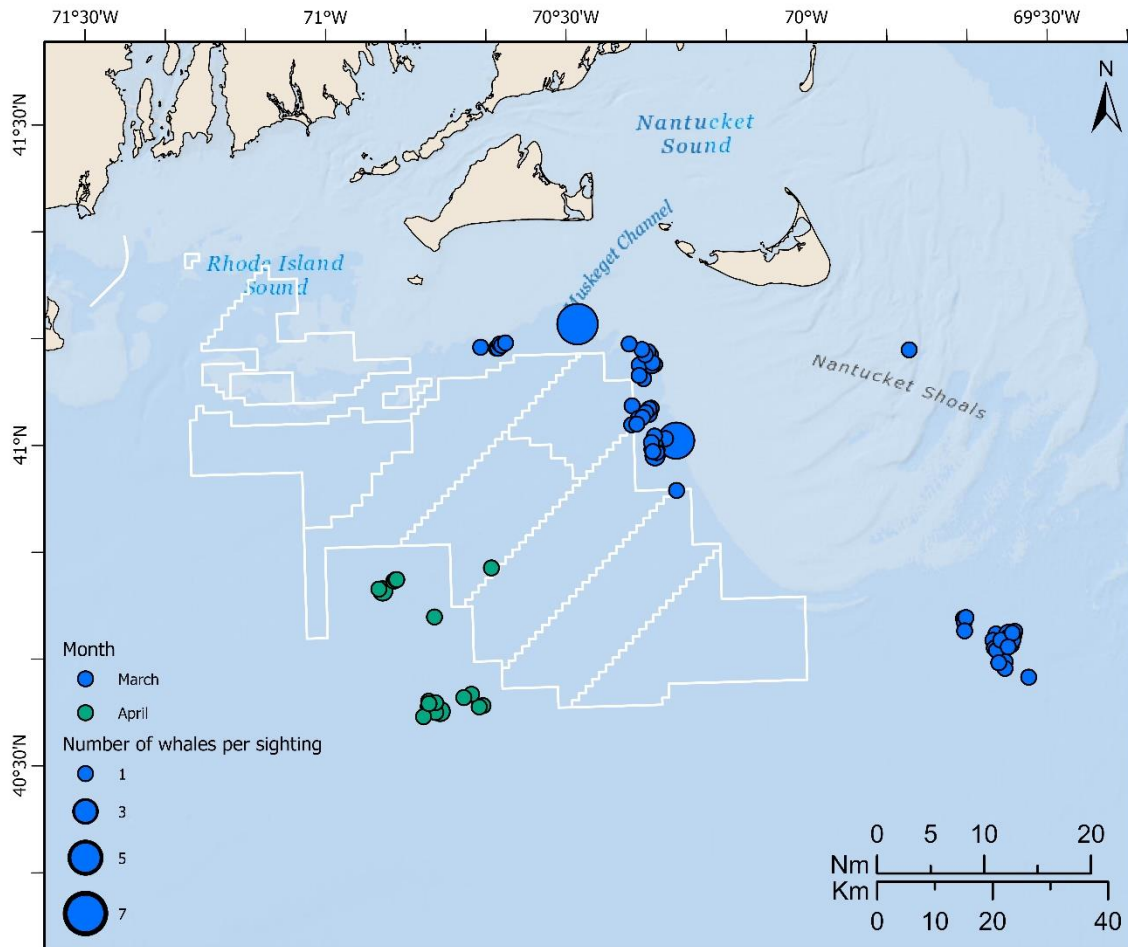 71°30'W 71°W 70°30'W 70°W 69°30'W
N
41°30'N
Nantucket
Sound
Muskeget Channel
Rhode Island
Sound
Nantucket Shoals
41°N
Month
March
April
Number of whales per sighting
1
3
5
7
40°30'N
0 5 10 20
Nm
Km
0 10 20 40